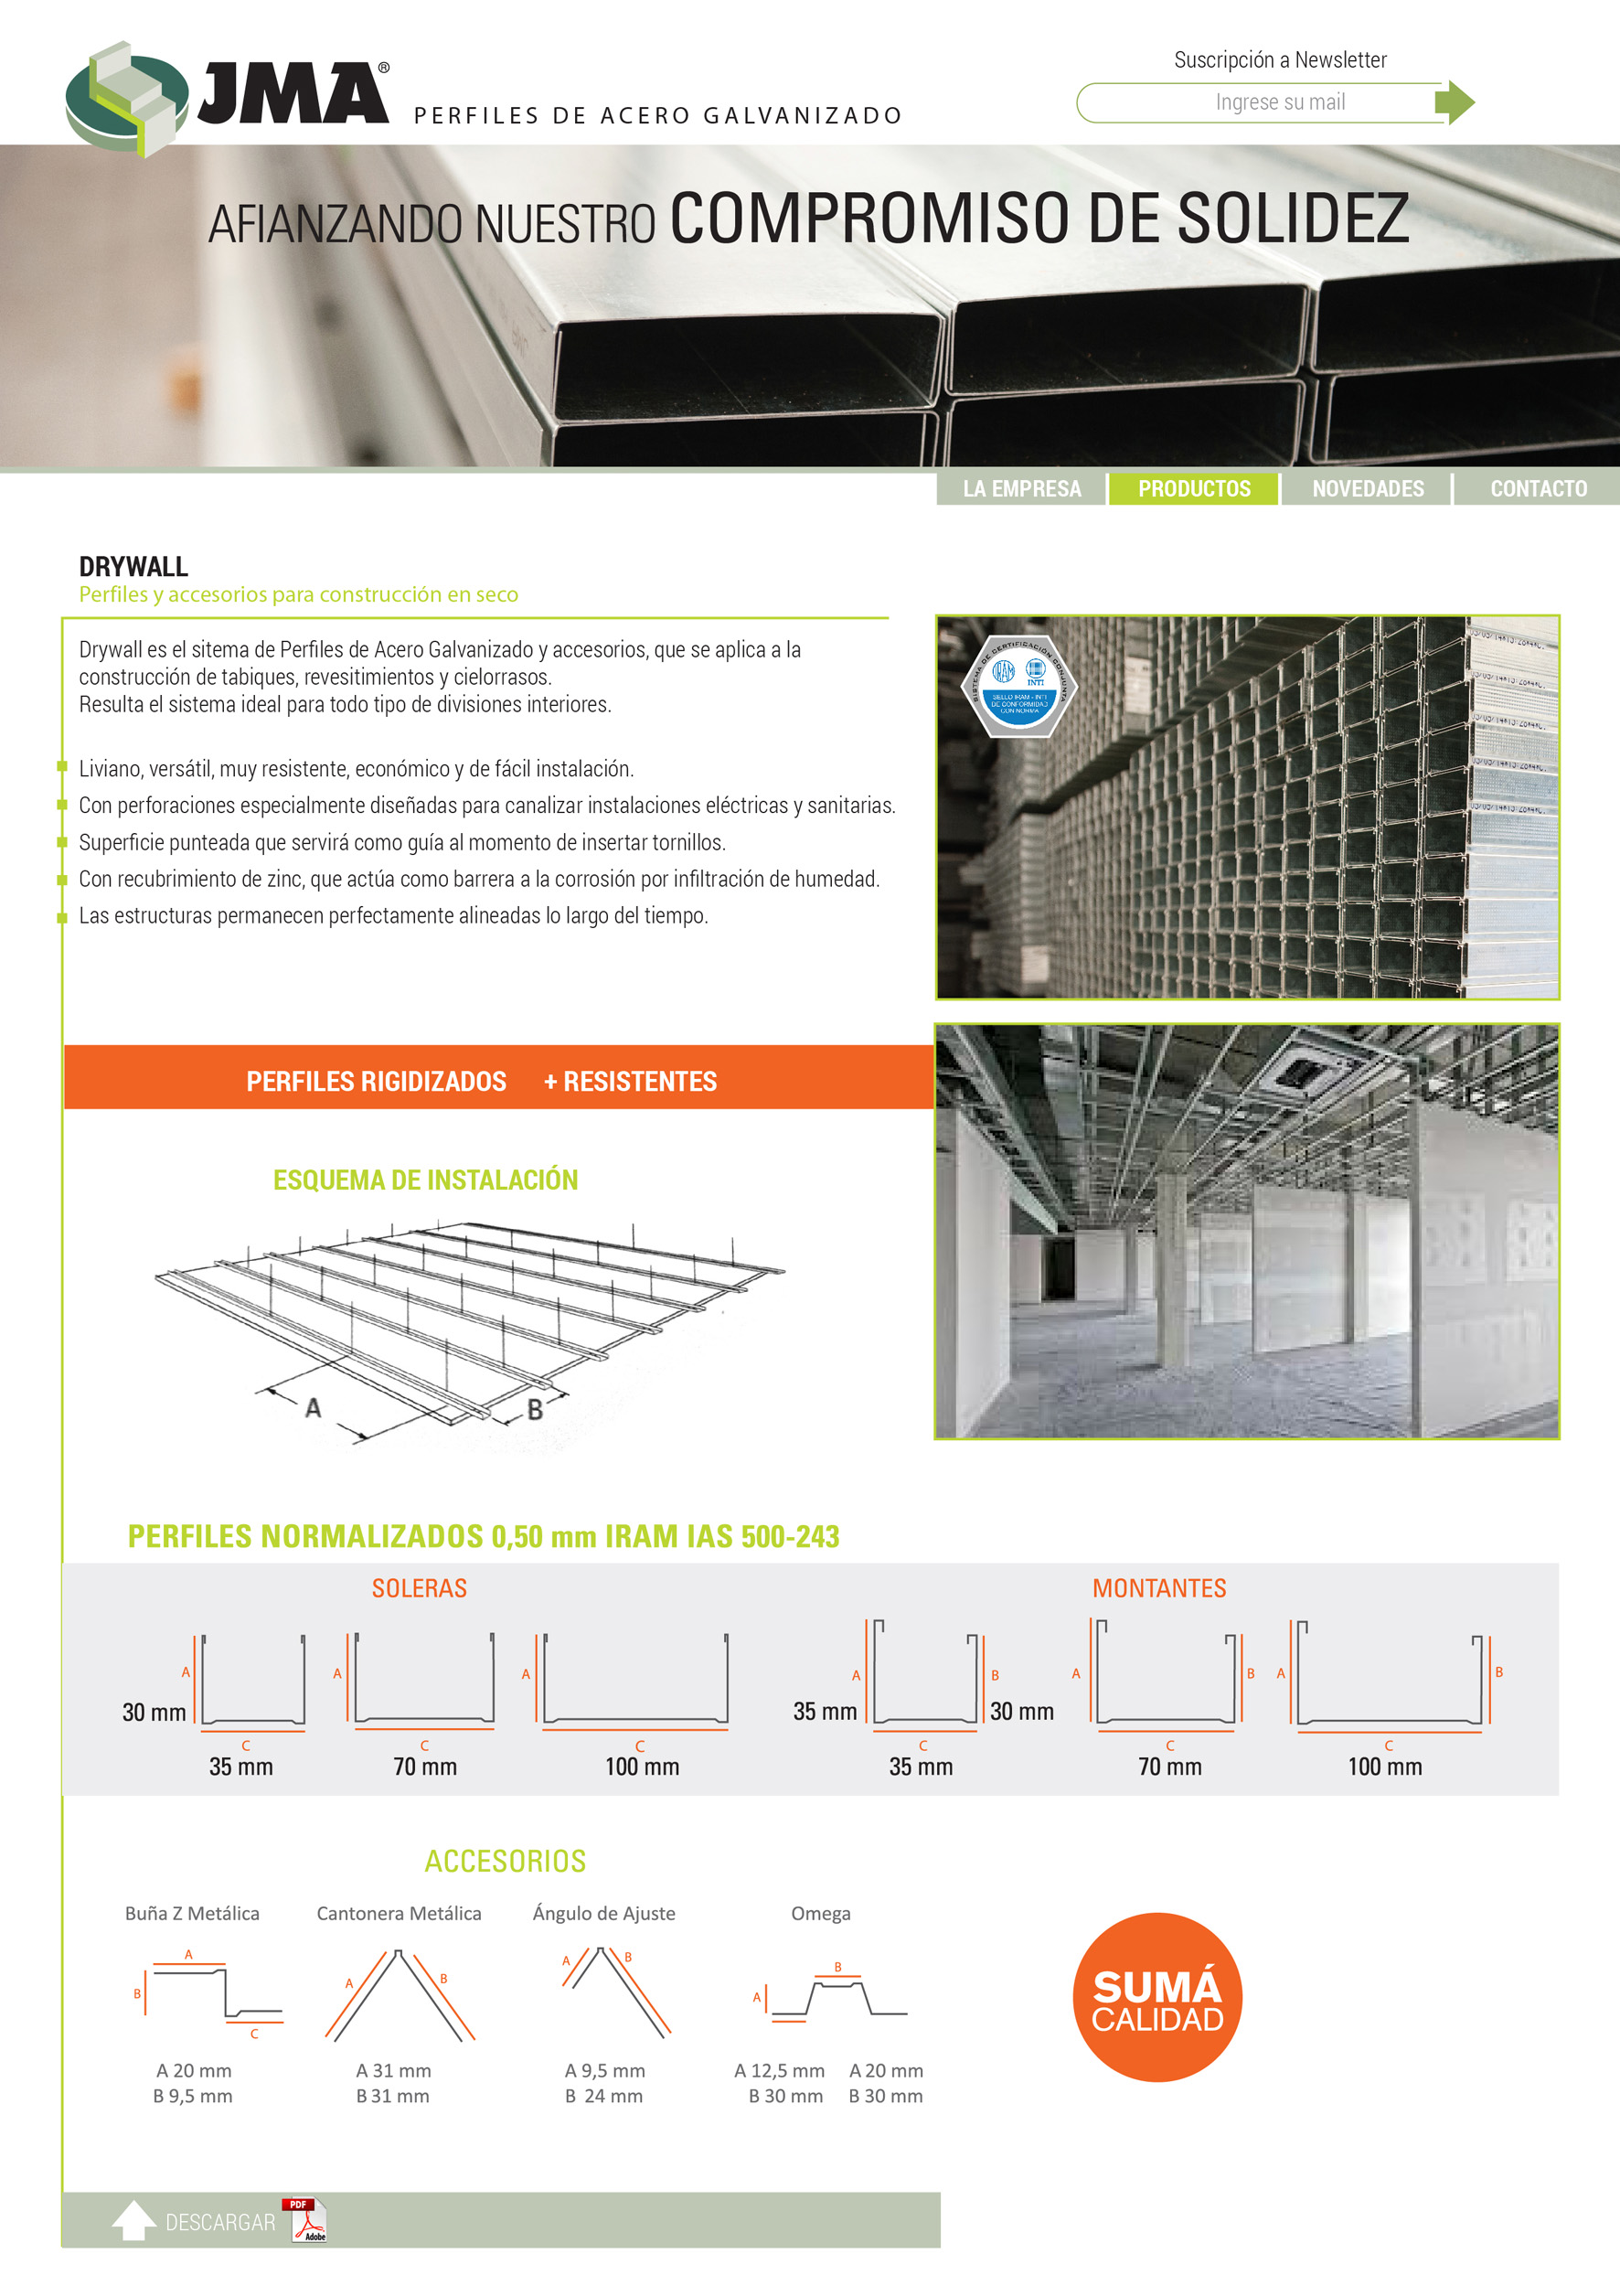 JMA®
PERFILES DE ACERO GALVANIZADO
Suscripción a Newsletter
Ingrese su mail
AFIANZANDO NUESTRO COMPROMISO DE SOLIDEZ
LA EMPRESA
PRODUCTOS
NOVEDADES
CONTACTO
DRYWALL
Perfiles y accesorios para construcción en seco
Drywall es el sitema de Perfiles de Acero Galvanizado y accesorios, que se aplica a la
construcción de tabiques, revesitimientos y cielorrasos.
Resulta el sistema ideal para todo tipo de divisiones interiores.
Liviano, versátil, muy resistente, económico y de fácil instalación.
Con perforaciones especialmente diseñadas para canalizar instalaciones eléctricas y sanitarias.
Superficie punteada que servirá como guía al momento de insertar tornillos.
Con recubrimiento de zinc, que actúa como barrera a la corrosión por infiltración de humedad.
Las estructuras permanecen perfectamente alineadas lo largo del tiempo.
SISTEMA DE CERTIFICACIÓN CONJUNTA
IRAM
INTI
SELLO IRAM - INTI
DE CONFORMIDAD
CON NORMA
PERFILES RIGIDIZADOS + RESISTENTES
ESQUEMA DE INSTALACIÓN
A
B
PERFILES NORMALIZADOS 0,50 mm IRAM IAS 500-243
SOLERAS
MONTANTES
A
A
A
A
B
A
B
A
B
30 mm
35 mm
30 mm
C
C
C
C
C
C
35 mm
70 mm
100 mm
35 mm
70 mm
100 mm
ACCESORIOS
Buña Z Metálica
Cantonera Metálica
Ángulo de Ajuste
Omega
A
B
C
A
B
A
B
A
B
A 20 mm
B 9,5 mm
A 31 mm
B 31 mm
A 9,5 mm
B 24 mm
A 12,5 mm
B 30 mm
A 20 mm
B 30 mm
SUMÁ
CALIDAD
DESCARGAR
PDF
Adobe